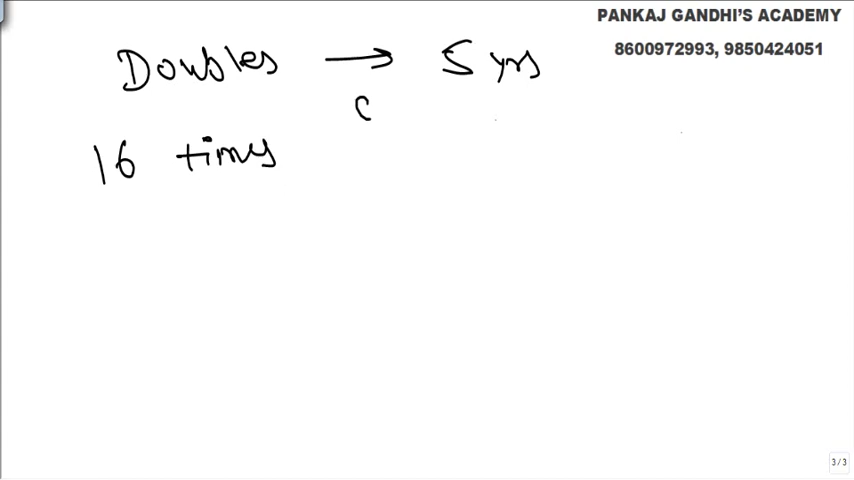 PANKAJ GANDHI'S ACADEMY
8600972993, 9850424051
Doubles → 5 yrs
C
16 times
3/3